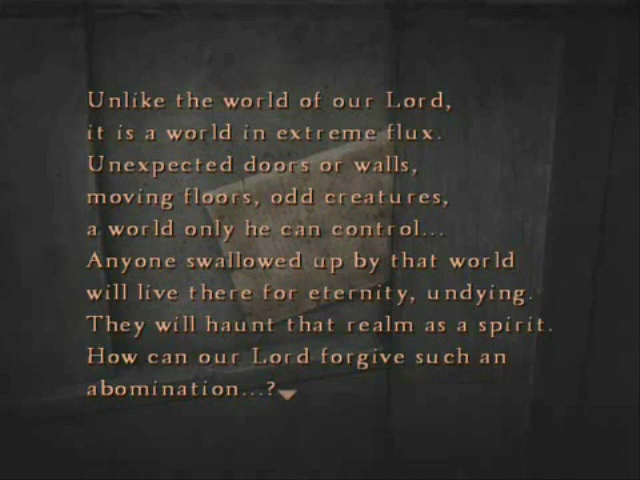 Unlike the world of our Lord,
it is a world in extreme flux.
Unexpected doors or walls,
moving floors, odd creatures,
a world only he can control...
Anyone swallowed up by that world
will live there for eternity, undying.
They will haunt that realm as a spirit.
How can our Lord forgive such an
abomination...?